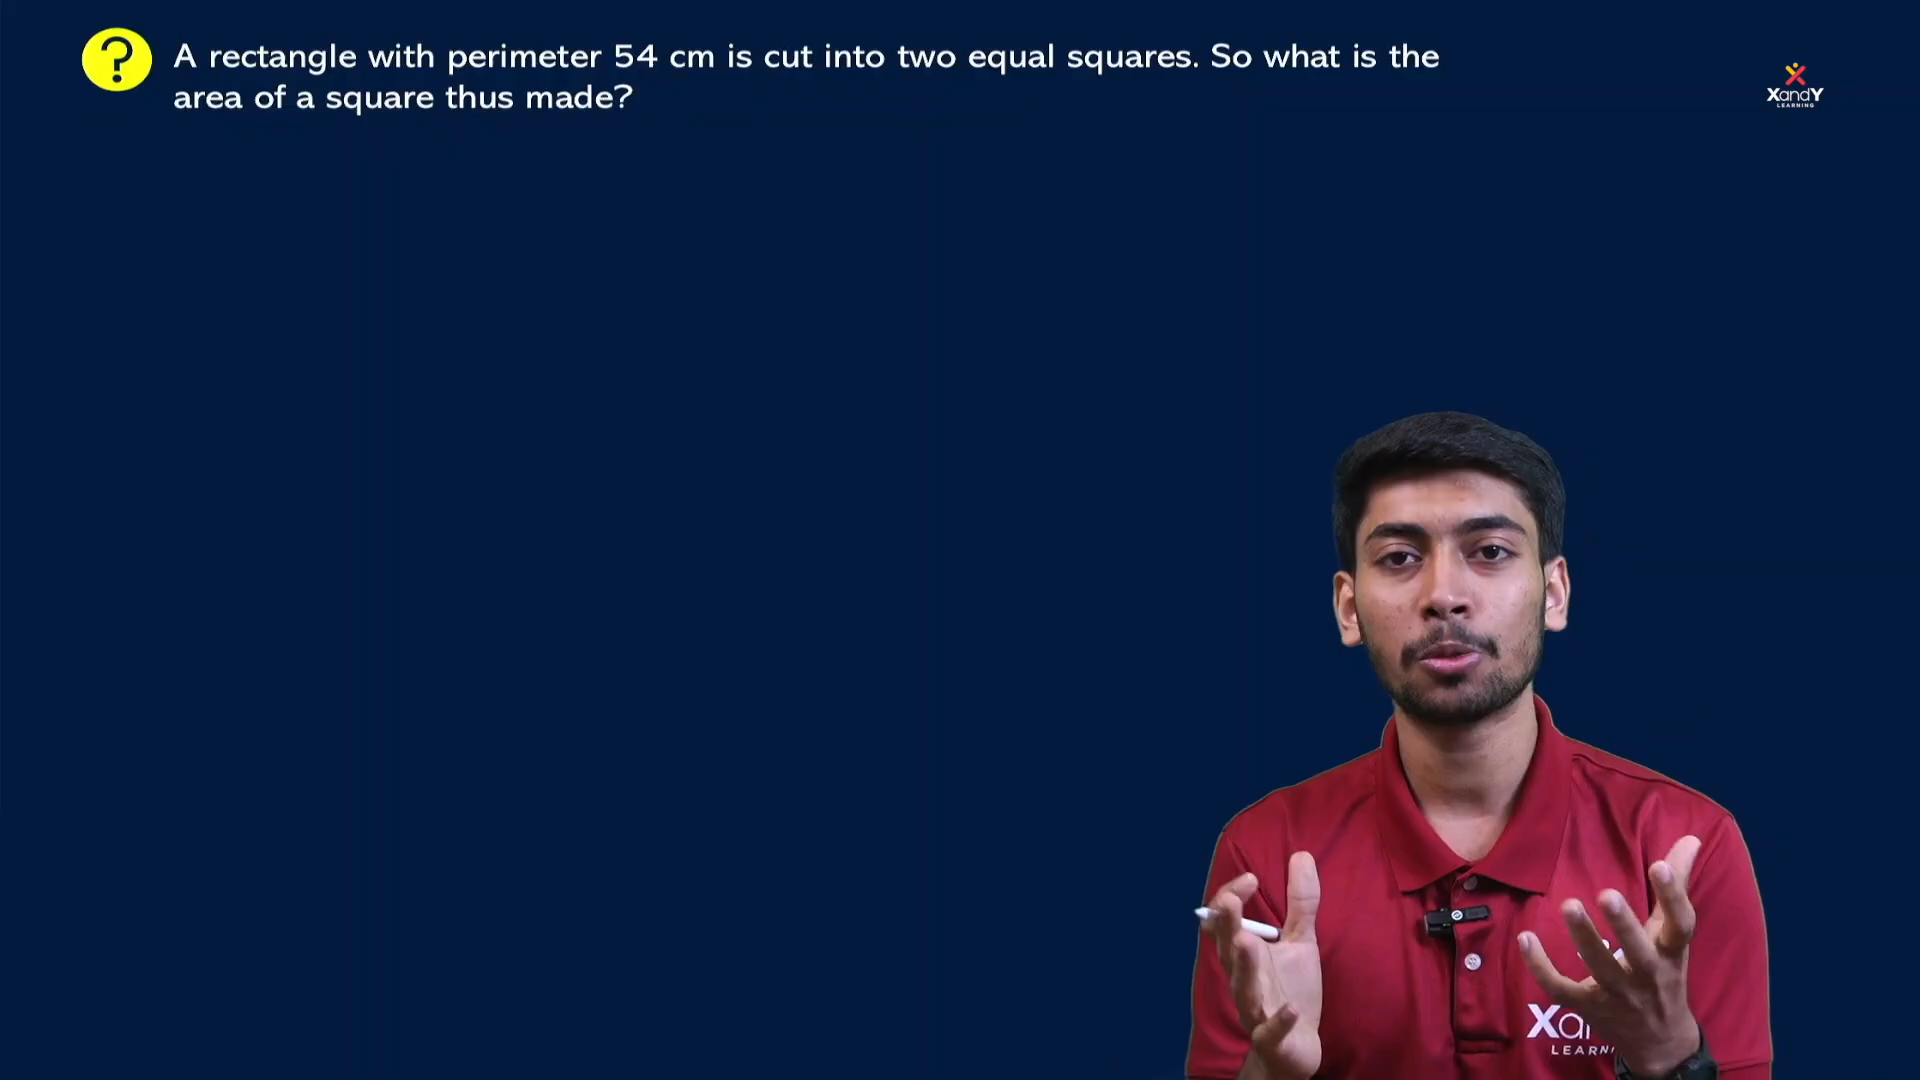 ?
A rectangle with perimeter 54 cm is cut into two equal squares. So what is the
area of a square thus made?
XandY
LEARNING